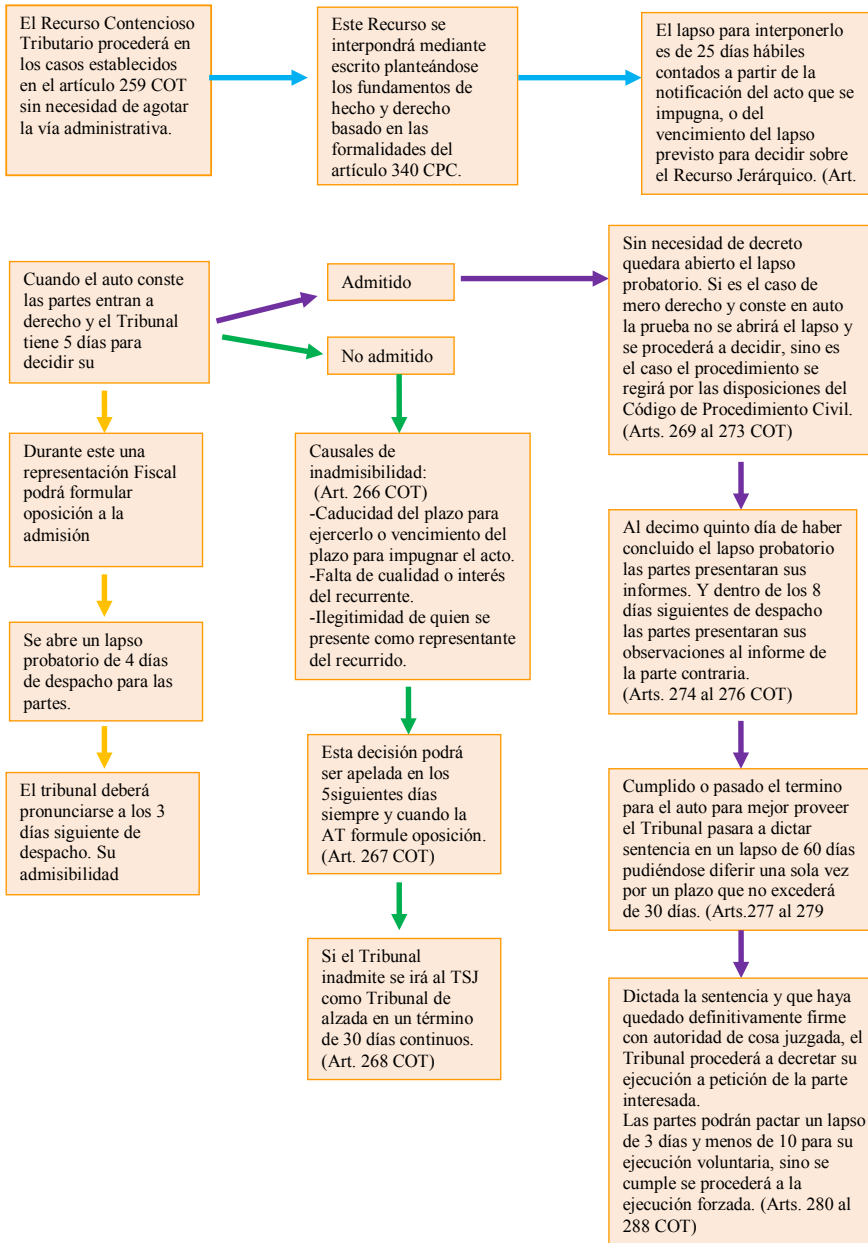 El Recurso Contencioso
Tributario procederá en
los casos establecidos
en el artículo 259 COT
sin necesidad de agotar
la vía administrativa.
Este Recurso se
interpondrá mediante
escrito planteándose
los fundamentos de
hecho y derecho
basado en las
formalidades del
artículo 340 CPC.
El lapso para interponerlo
es de 25 días hábiles
contados a partir de la
notificación del acto que se
impugna, o del
vencimiento del lapso
previsto para decidir sobre
el Recurso Jerárquico. (Art.
Cuando el auto conste
las partes entran a
derecho y el Tribunal
tiene 5 días para
decidir su
Admitido
No admitido
Sin necesidad de decreto
quedara abierto el lapso
probatorio. Si es el caso de
mero derecho y conste en auto
la prueba no se abrirá el lapso y
se procederá a decidir, sino es
el caso el procedimiento se
regirá por las disposiciones del
Código de Procedimiento Civil.
(Arts. 269 al 273 COT)
Durante este una
representación Fiscal
podrá formular
oposición a la
admisión
Se abre un lapso
probatorio de 4 días
de despacho para las
partes.
El tribunal deberá
pronunciarse a los 3
días siguiente de
despacho. Su
admisibilidad
Causales de
inadmisibilidad:
(Art. 266 COT)
-Caducidad del plazo para
ejercerlo o vencimiento del
plazo para impugnar el acto.
-Falta de cualidad o interés
del recurrente.
-Ilegitimidad de quien se
presente como representante
del recurrido.
Esta decisión podrá
ser apelada en los
5siguientes días
siempre y cuando la
AT formule oposición.
(Art. 267 COT)
Si el Tribunal
inadmite se irá al TSJ
como Tribunal de
alzada en un término
de 30 días continuos.
(Art. 268 COT)
Al decimo quinto día de haber
concluido el lapso probatorio
las partes presentaran sus
informes. Y dentro de los 8
días siguientes de despacho
las partes presentaran sus
observaciones al informe de
la parte contraria.
(Arts. 274 al 276 COT)
Cumplido o pasado el termino
para el auto para mejor proveer
el Tribunal pasara a dictar
sentencia en un lapso de 60 días
pudiéndose diferir una sola vez
por un plazo que no excederá
de 30 días. (Arts.277 al 279
Dictada la sentencia y que haya
quedado definitivamente firme
con autoridad de cosa juzgada, el
Tribunal procederá a decretar su
ejecución a petición de la parte
interesada.
Las partes podrán pactar un lapso
de 3 días y menos de 10 para su
ejecución voluntaria, sino se
cumple se procederá a la
ejecución forzada. (Arts. 280 al
288 COT)